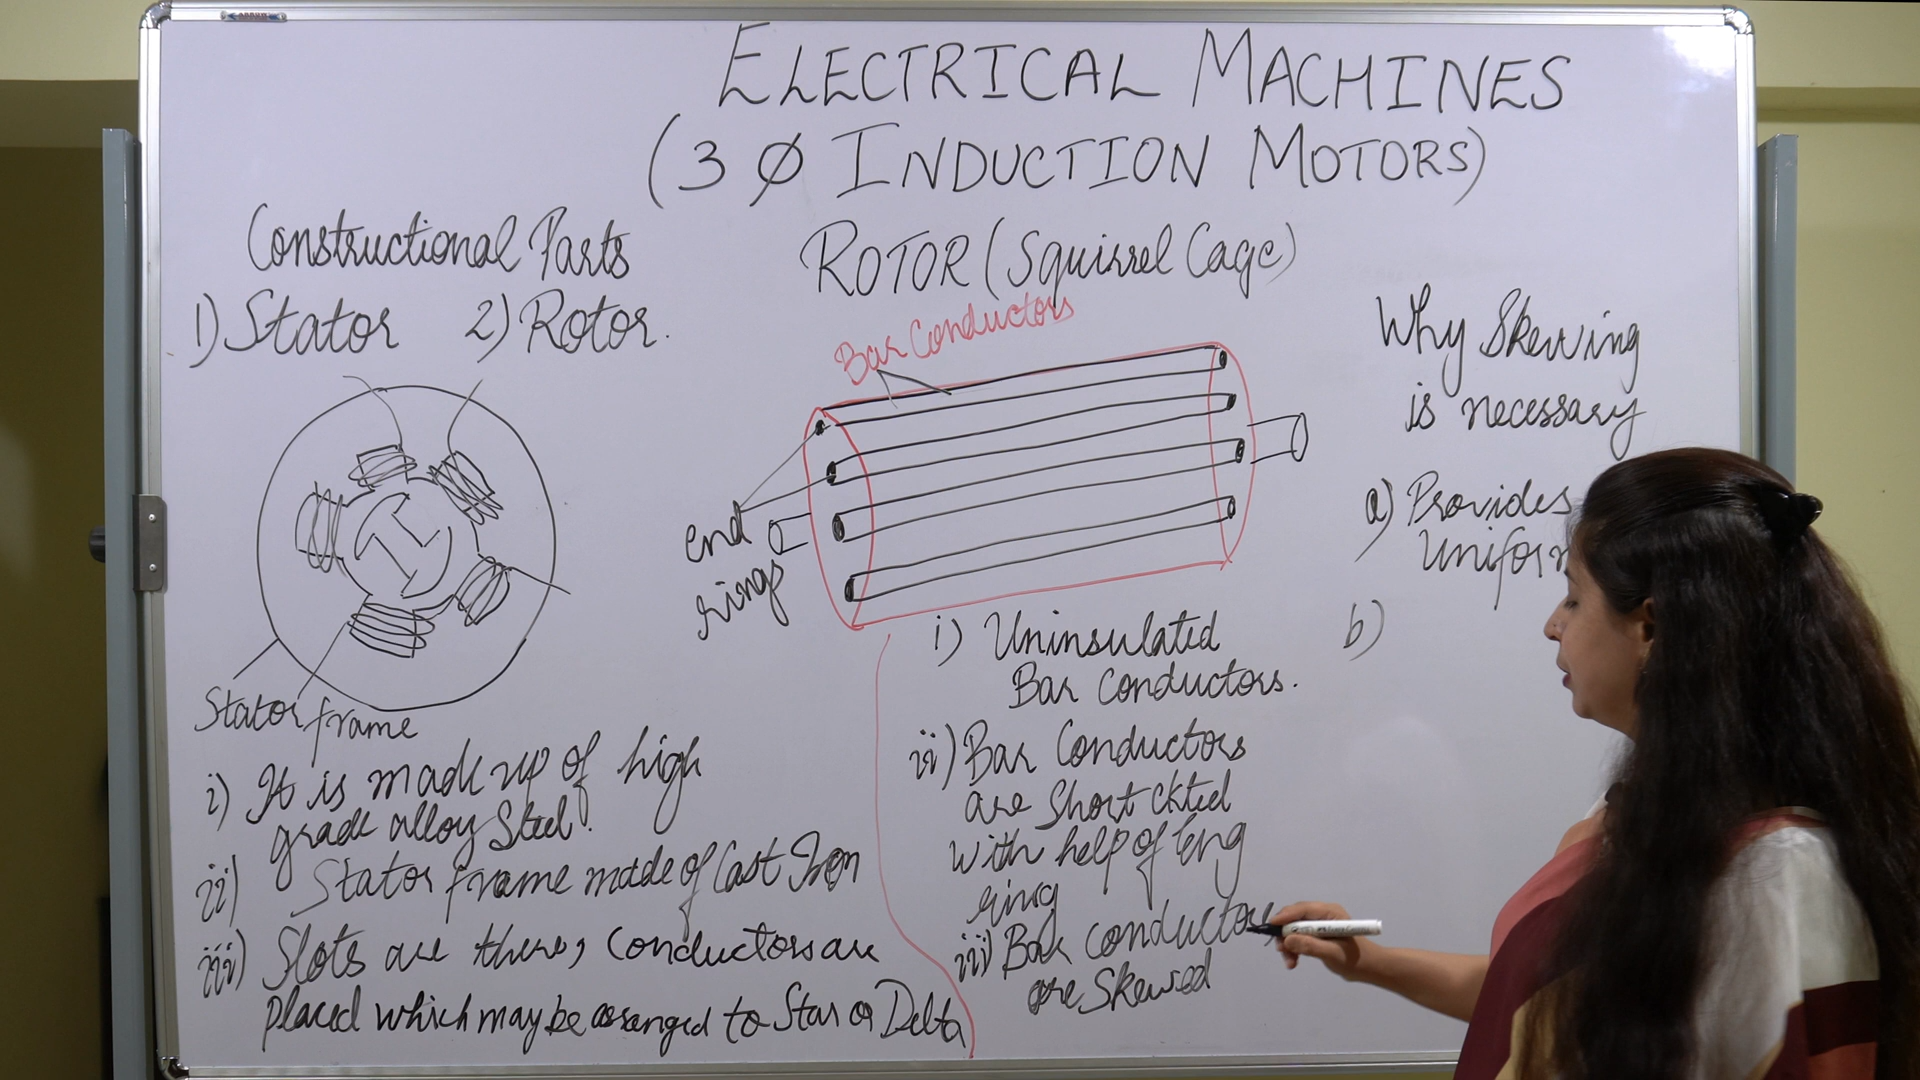 ELECTRICAL MACHINES
(3 Ø INDUCTION MOTORS)
Constructional Parts
1) Stator 2) Rotor.
Stator frame
i) It is made up of high
grade alloy Steel.
ii) Stator frame made of Cast Iron
iii) Slots are there, conductors are
placed which may be arranged to Star or Delta
ROTOR (Squirrel Cage)
Bar Conductors
end
rings
i) Uninsulated
Bar conductors.
ii) Bar Conductors
are Short ckted
with help of Eng
ring
iii) Bar conductors
are Skewed
Why Skewing
is necessary
a) Provides
Uniform
b)